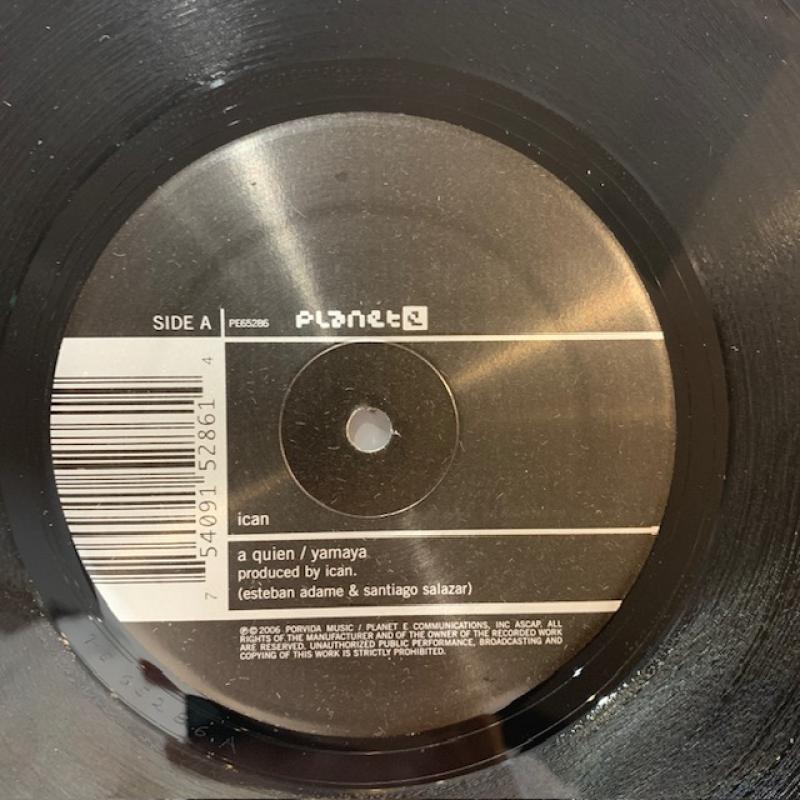 SIDE A PE65286 planet e
7 54091 52861 4
ican
a quien / yamaya
produced by ican.
(esteban adame & santiago salazar)
℗© 2006 PORVIDA MUSIC / PLANET E COMMUNICATIONS, INC ASCAP. ALL
RIGHTS OF THE MANUFACTURER AND OF THE OWNER OF THE RECORDED WORK
ARE RESERVED. UNAUTHORIZED PUBLIC PERFORMANCE, BROADCASTING AND
COPYING OF THIS WORK IS STRICTLY PROHIBITED.